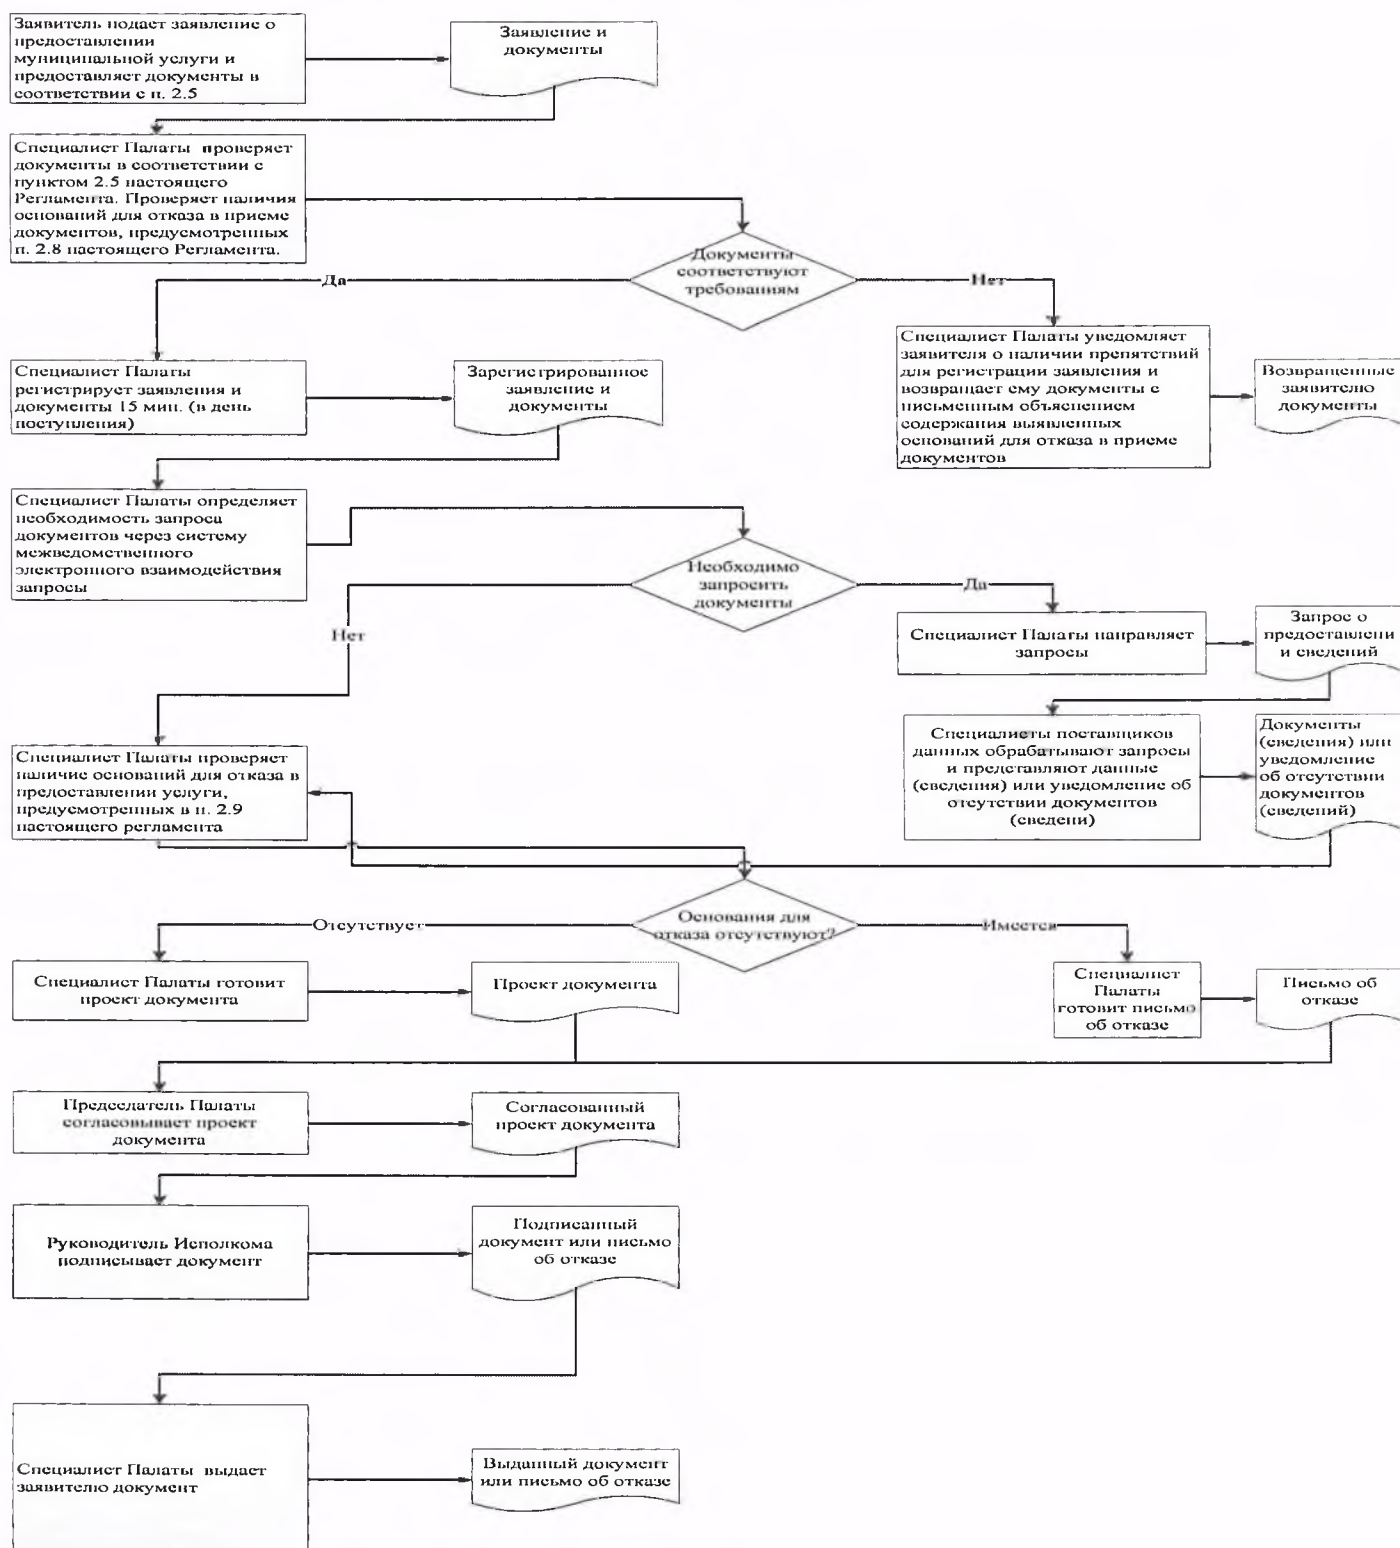 Заявитель подает заявление о
предоставлении
муниципальной услуги и
предоставляет документы в
соответствии с п. 2.5
Заявление и
документы
Специалист Палаты проверяет
документы в соответствии с
пунктом 2.5 настоящего
Регламента. Проверяет наличия
оснований для отказа в приеме
документов, предусмотренных
п. 2.8 настоящего Регламента.
Документы
соответствуют
требованиям
Да
Нет
Специалист Палаты
регистрирует заявления и
документы 15 мин. (в день
поступления)
Зарегистрированное
заявление и
документы
Специалист Палаты уведомляет
заявителя о наличии препятствий
для регистрации заявления и
возвращает ему документы с
письменным объяснением
содержания выявленных
оснований для отказа в приеме
документов
Возвращенные
заявителю
документы
Специалист Палаты определяет
необходимость запроса
документов через систему
межведомственного
электронного взаимодействия
запросы
Необходимо
запросить
документы
Да
Нет
Специалист Палаты направляет
запросы
Запрос о
предоставлени
и сведений
Специалисты поставщиков
данных обрабатывают запросы
и представляют данные
(сведения) или уведомление об
отсутствии документов
(сведени)
Документы
(сведения) или
уведомление
об отсутствии
документов
(сведений)
Специалист Палаты проверяет
наличие оснований для отказа в
предоставлении услуги,
предусмотренных в п. 2.9
настоящего регламента
Основания для
отказа отсутствуют?
Отсутствует
Имеется
Специалист Палаты готовит
проект документа
Проект документа
Специалист
Палаты
готовит письмо
об отказе
Письмо об
отказе
Председатель Палаты
согласовывает проект
документа
Согласованный
проект документа
Руководитель Исполкома
подписывает документ
Подписанный
документ или письмо
об отказе
Специалист Палаты выдает
заявителю документ
Выданный документ
или письмо об отказе